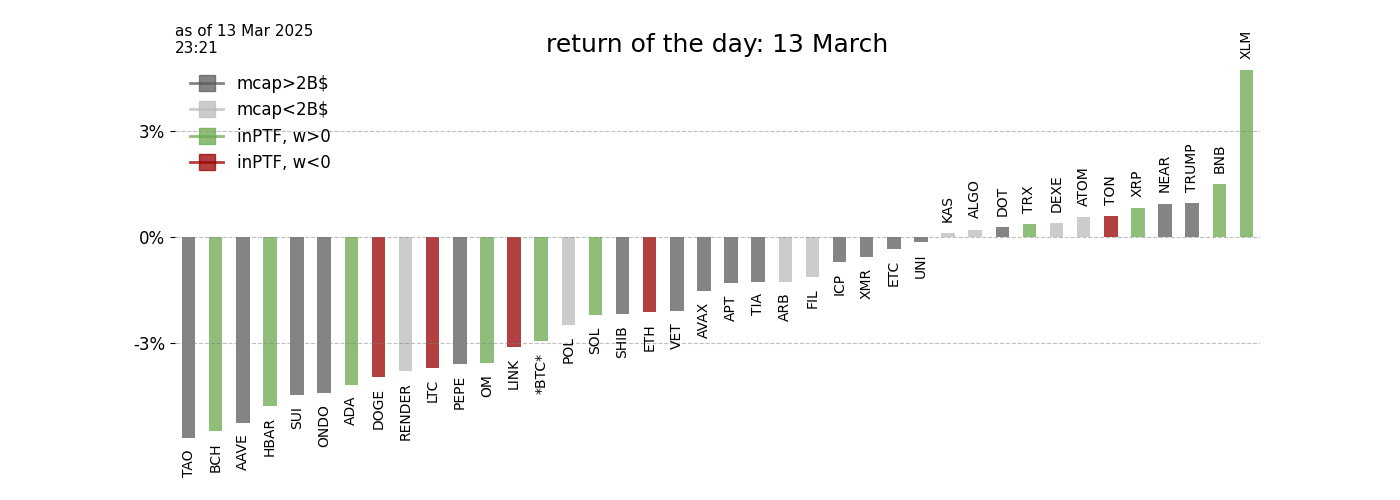 as of 13 Mar 2025
23:21
return of the day: 13 March
mcap>2B$
mcap<2B$
inPTF, w>0
inPTF, w<0
3%
0%
-3%
TAO
BCH
AAVE
HBAR
SUI
ONDO
ADA
DOGE
RENDER
LTC
PEPE
OM
LINK
*BTC*
POL
SOL
SHIB
ETH
VET
AVAX
APT
TIA
ARB
FIL
ICP
XMR
ETC
UNI
KAS
ALGO
DOT
TRX
DEXE
ATOM
TON
XRP
NEAR
TRUMP
BNB
XLM